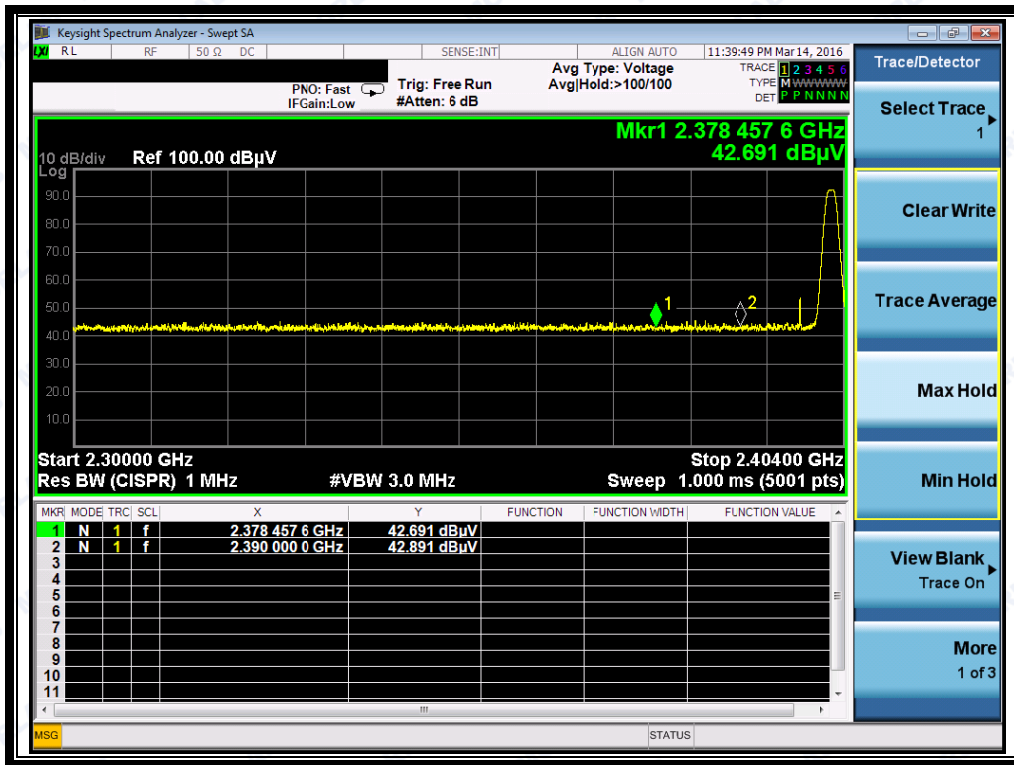 Keysight Spectrum Analyzer - Swept SA
LXI RL RF 50 Ω DC SENSE:INT ALIGN AUTO 11:39:49 PM Mar 14, 2016
PNO: Fast Trig: Free Run Avg Type: Voltage TRACE 1 2 3 4 5 6
IFGain:Low #Atten: 6 dB Avg|Hold:>100/100 TYPE M WWWWW
DET P P N N N N
Mkr1 2.378 457 6 GHz
42.691 dBµV
10 dB/div Ref 100.00 dBµV
Log
90.0
80.0
70.0
60.0
50.0
40.0
30.0
20.0
10.0
1
2
Start 2.30000 GHz Stop 2.40400 GHz
Res BW (CISPR) 1 MHz #VBW 3.0 MHz Sweep 1.000 ms (5001 pts)
MKR MODE TRC SCL X Y FUNCTION FUNCTION WIDTH FUNCTION VALUE
1 N 1 f 2.378 457 6 GHz 42.691 dBµV
2 N 1 f 2.390 000 0 GHz 42.891 dBµV
3
4
5
6
7
8
9
10
11
MSG STATUS
Trace/Detector
Select Trace
1
Clear Write
Trace Average
Max Hold
Min Hold
View Blank
Trace On
More
1 of 3